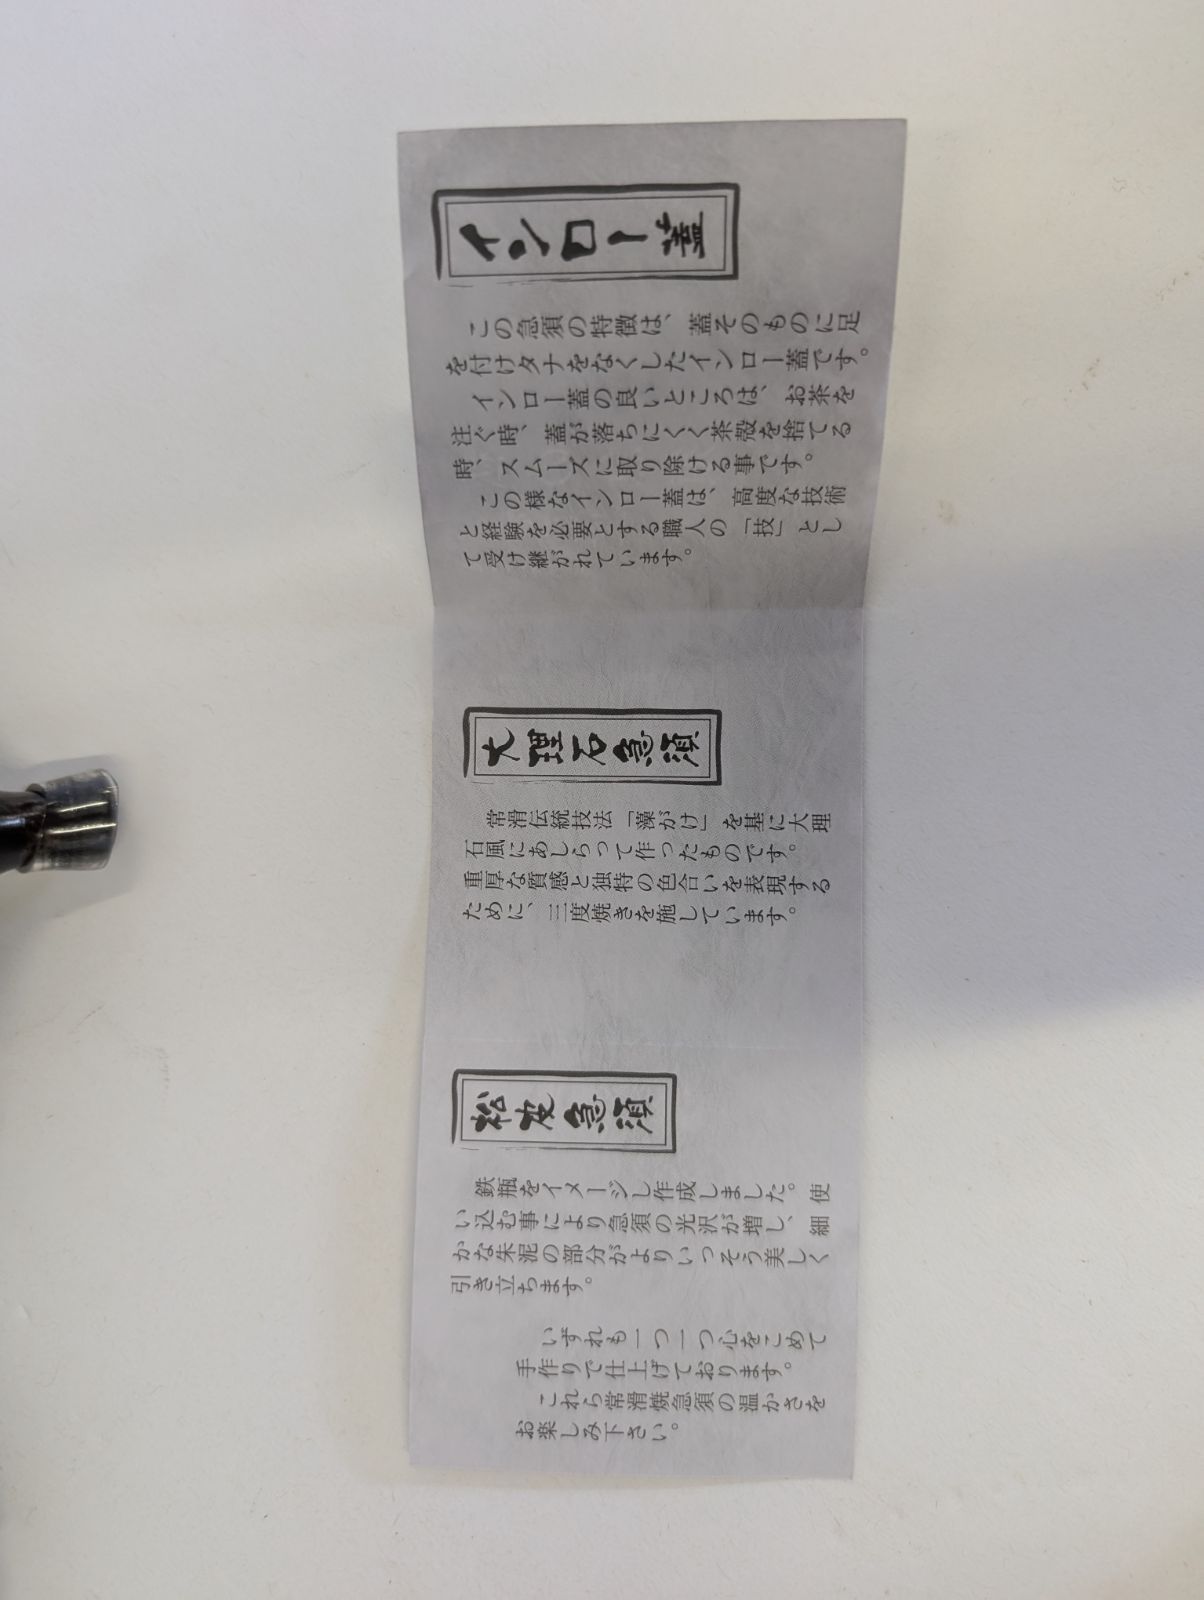 インロー蓋
この急須の特徴は、蓋そのものに足
を付けタナをなくしたインロー蓋です。
インロー蓋の良いところは、お茶を
注ぐ時、蓋が落ちにくく茶殻を捨てる
時、スムーズに取り除ける事です。
この様なインロー蓋は、高度な技術
と経験を必要とする職人の「技」とし
て受け継がれています。
大理石急須
常滑伝統技法「藻がけ」を基に大理
石風にあしらって作ったものです。
重厚な質感と独特の色合いを表現する
ために、三度焼きを施しています。
松皮急須
鉄瓶をイメージし作成しました。使
い込む事により急須の光沢が増し、細
かな朱泥の部分がよりいっそう美しく
引き立ちます。
いずれも一つ一つ心をこめて
手作りで仕上げております。
これら常滑焼急須の温かさを
お楽しみ下さい。